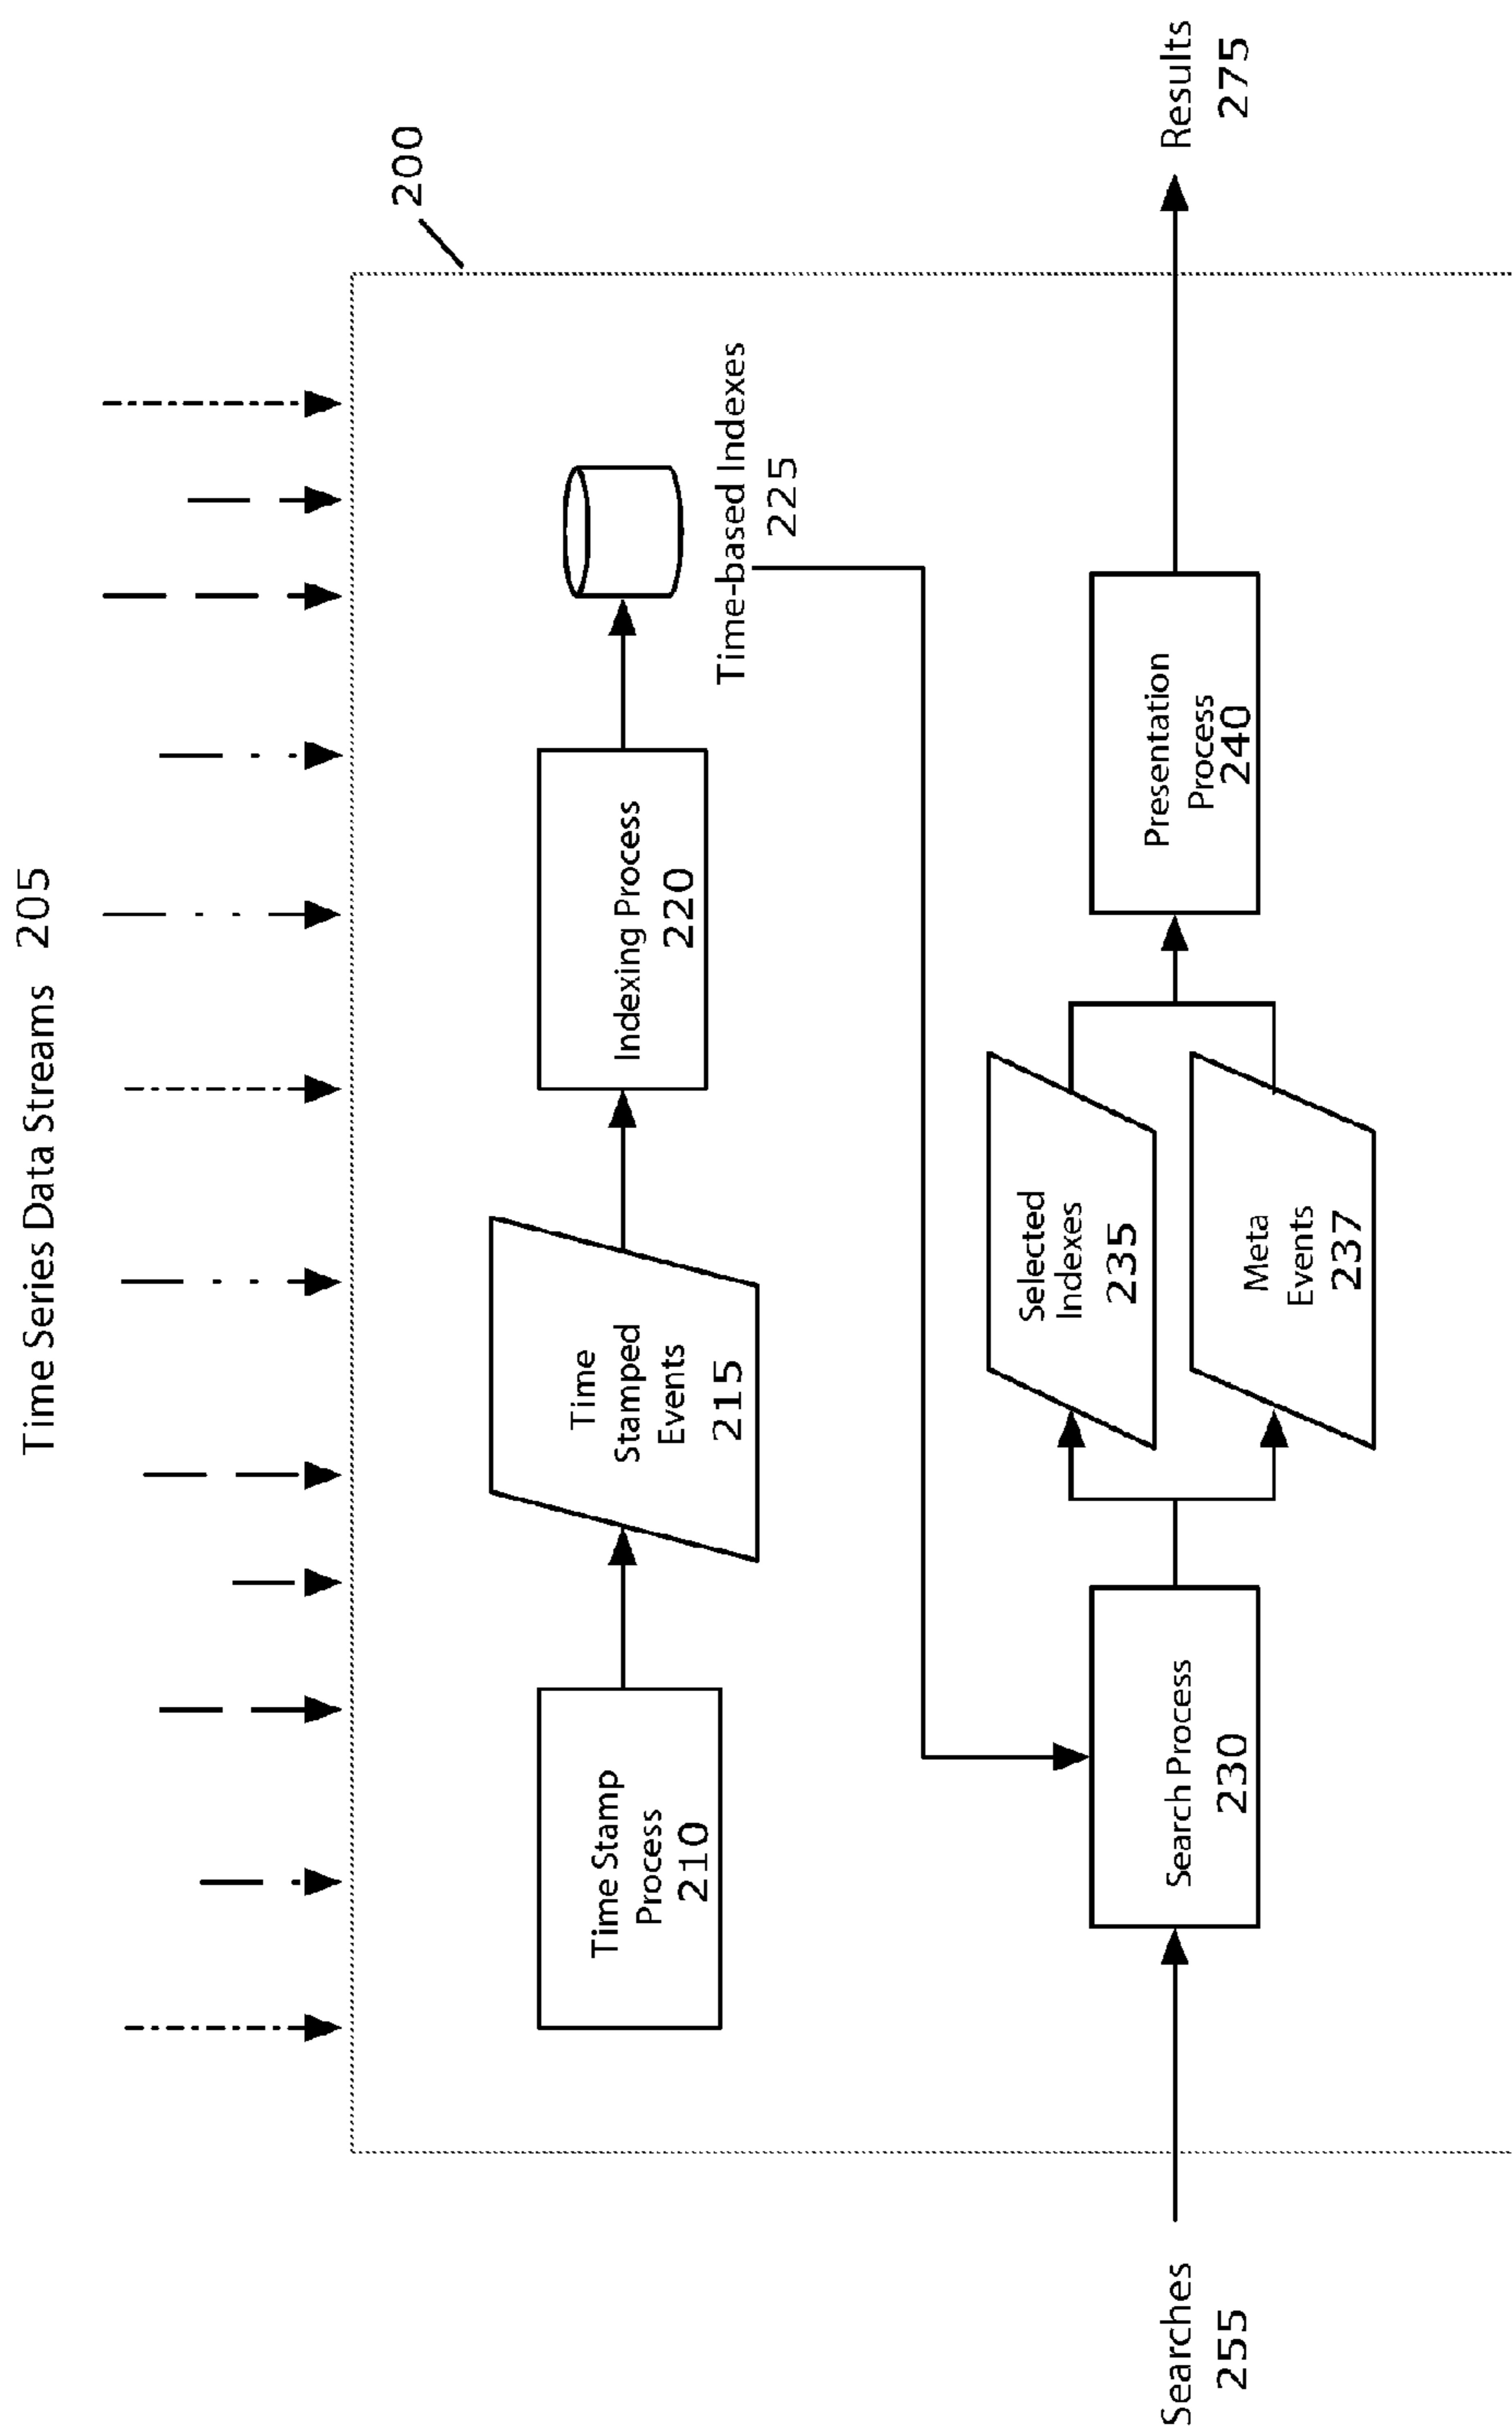 Time Series Data Streams 205
200
Time Stamp
Process
210
Time
Stamped
Events
215
Indexing Process
220
Time-based Indexes
225
Searches
255
Search Process
230
Selected
Indexes
235
Meta
Events
237
Presentation
Process
240
Results
275